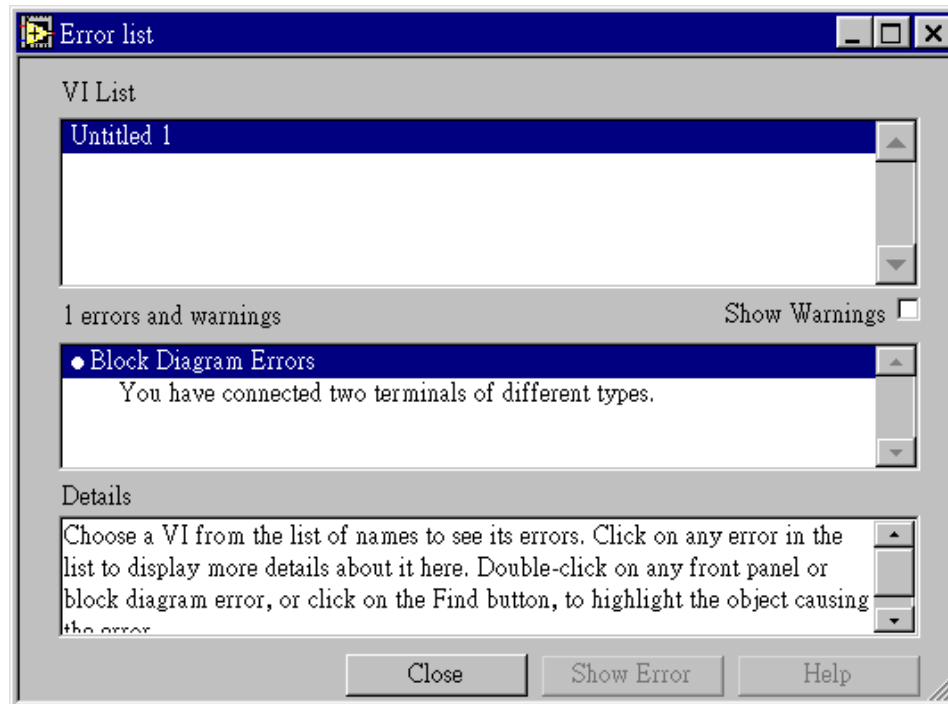 Error list
VI List
Untitled 1
1 errors and warnings
Show Warnings
Block Diagram Errors
You have connected two terminals of different types.
Details
Choose a VI from the list of names to see its errors. Click on any error in the
list to display more details about it here. Double-click on any front panel or
block diagram error, or click on the Find button, to highlight the object causing
the error
Close
Show Error
Help